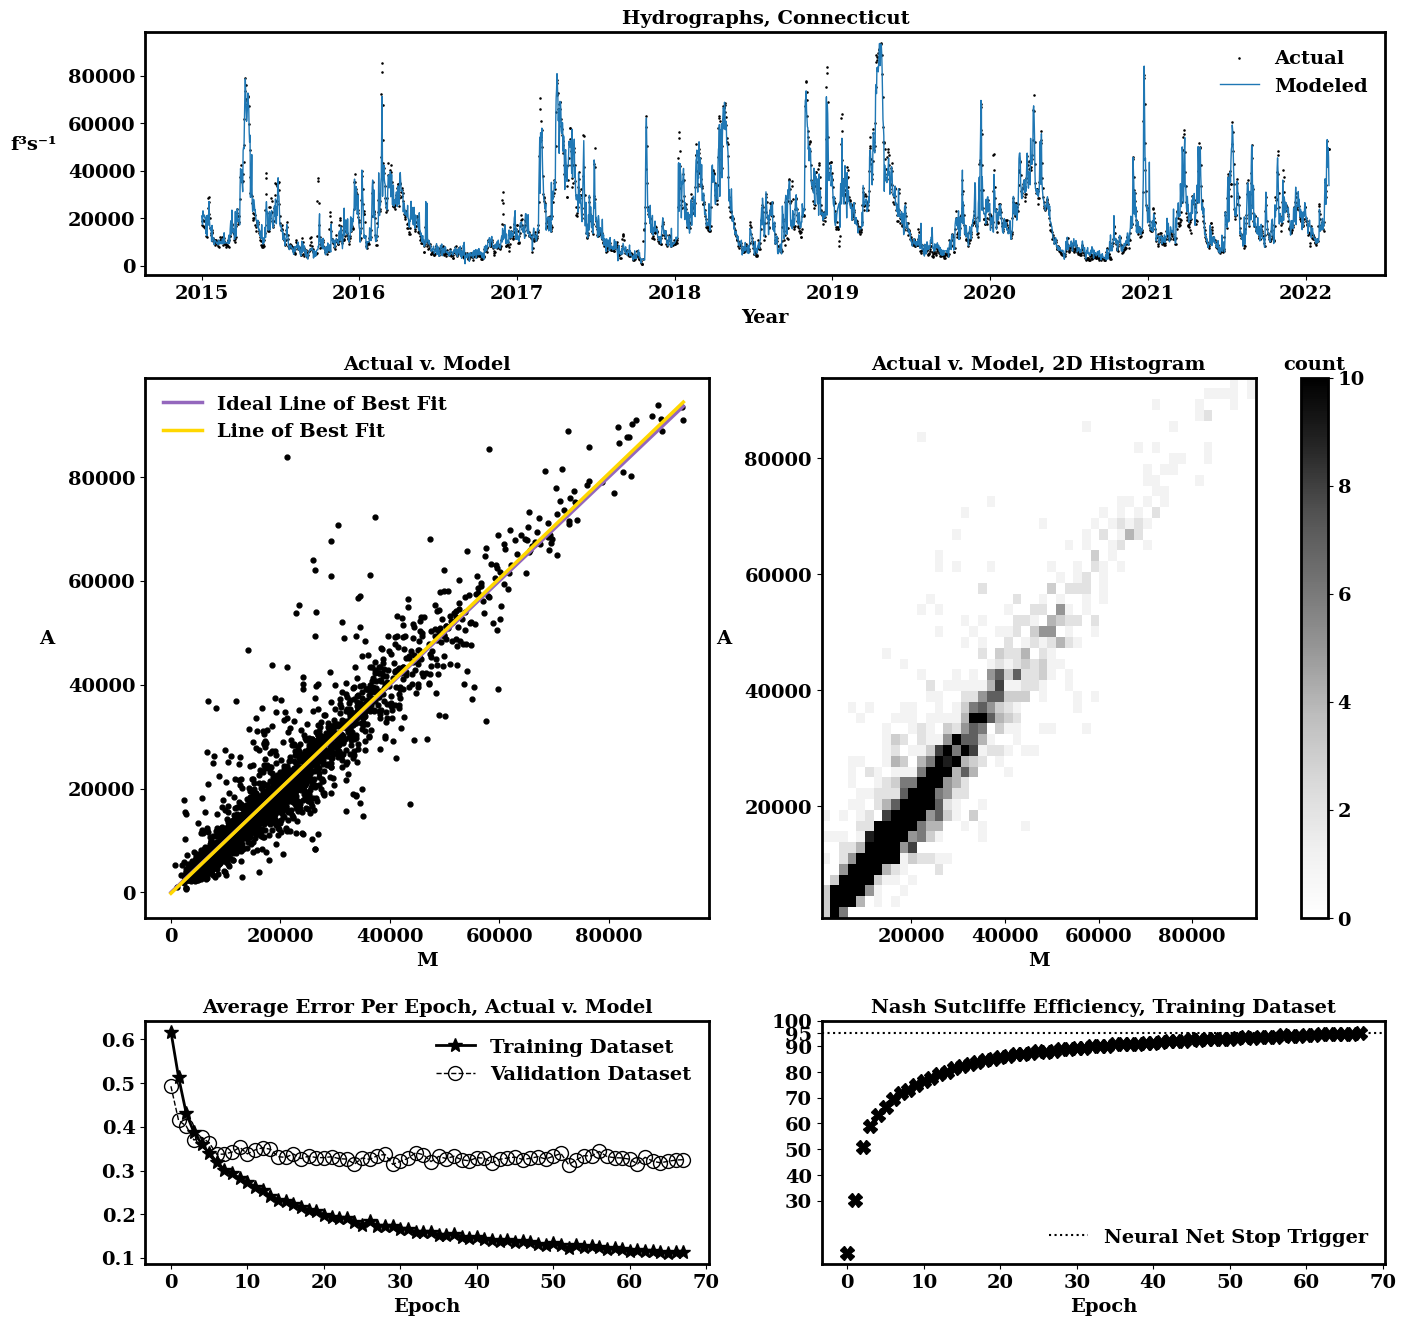 Hydrographs, Connecticut
80000
60000
f³s⁻¹
40000
20000
0
Actual
Modeled
2015 2016 2017 2018 2019 2020 2021 2022
Year
Actual v. Model
Ideal Line of Best Fit
Line of Best Fit
80000
60000
A
40000
20000
0
0 20000 40000 60000 80000
M
Actual v. Model, 2D Histogram
80000
60000
A
40000
20000
20000 40000 60000 80000
M
count
10
8
6
4
2
0
Average Error Per Epoch, Actual v. Model
0.6
0.5
0.4
0.3
0.2
0.1
Training Dataset
Validation Dataset
0 10 20 30 40 50 60 70
Epoch
Nash Sutcliffe Efficiency, Training Dataset
100
95
90
80
70
60
50
40
30
Neural Net Stop Trigger
0 10 20 30 40 50 60 70
Epoch